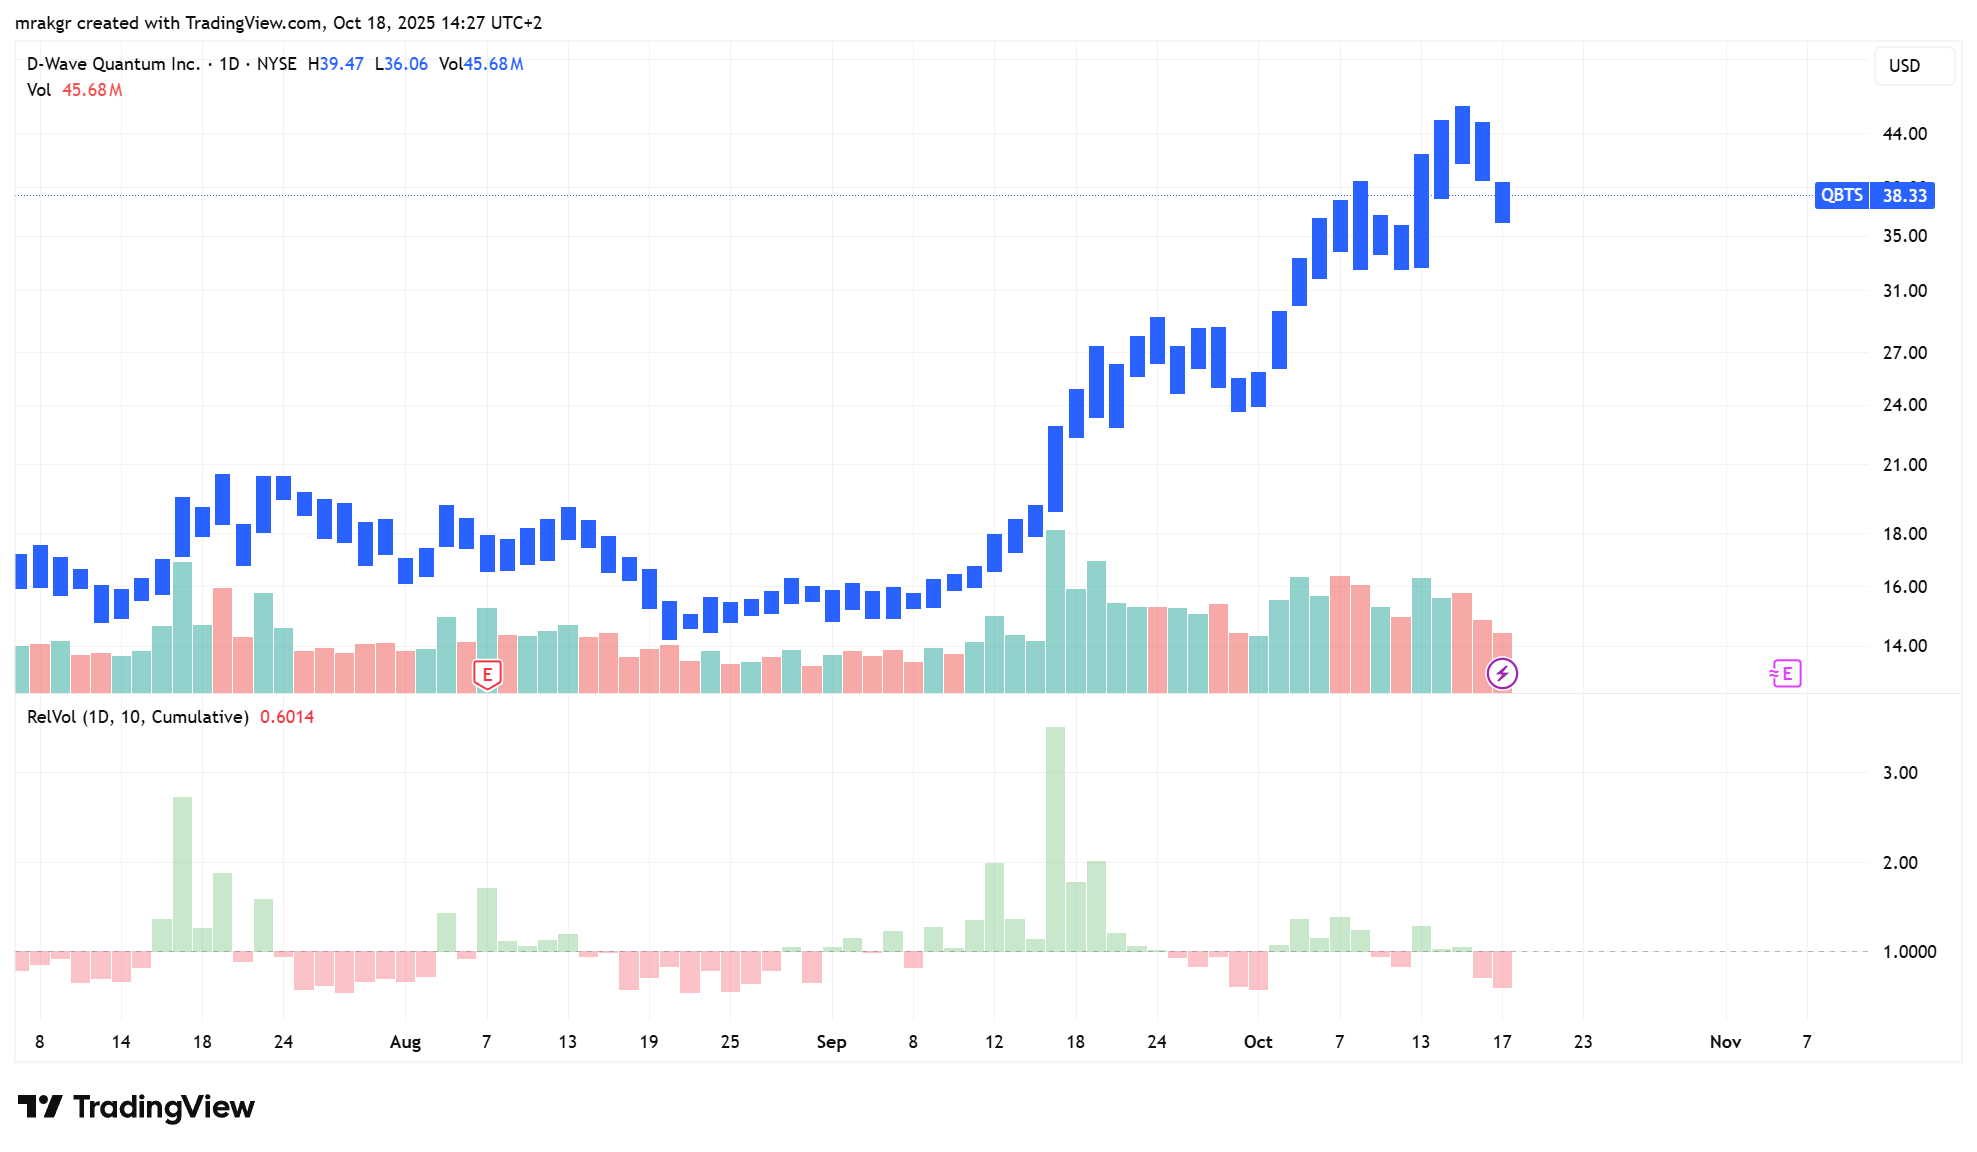 mrakgr created with TradingView.com, Oct 18, 2025 14:27 UTC+2
D-Wave Quantum Inc. · 1D · NYSE H39.47 L36.06 Vol45.68M
Vol 45.68M
USD
44.00
QBTS 38.33
35.00
31.00
27.00
24.00
21.00
18.00
16.00
14.00
E
≈E
RelVol (1D, 10, Cumulative) 0.6014
3.00
2.00
1.0000
8 14 18 24 Aug 7 13 19 25 Sep 8 12 18 24 Oct 7 13 17 23 Nov 7
TradingView